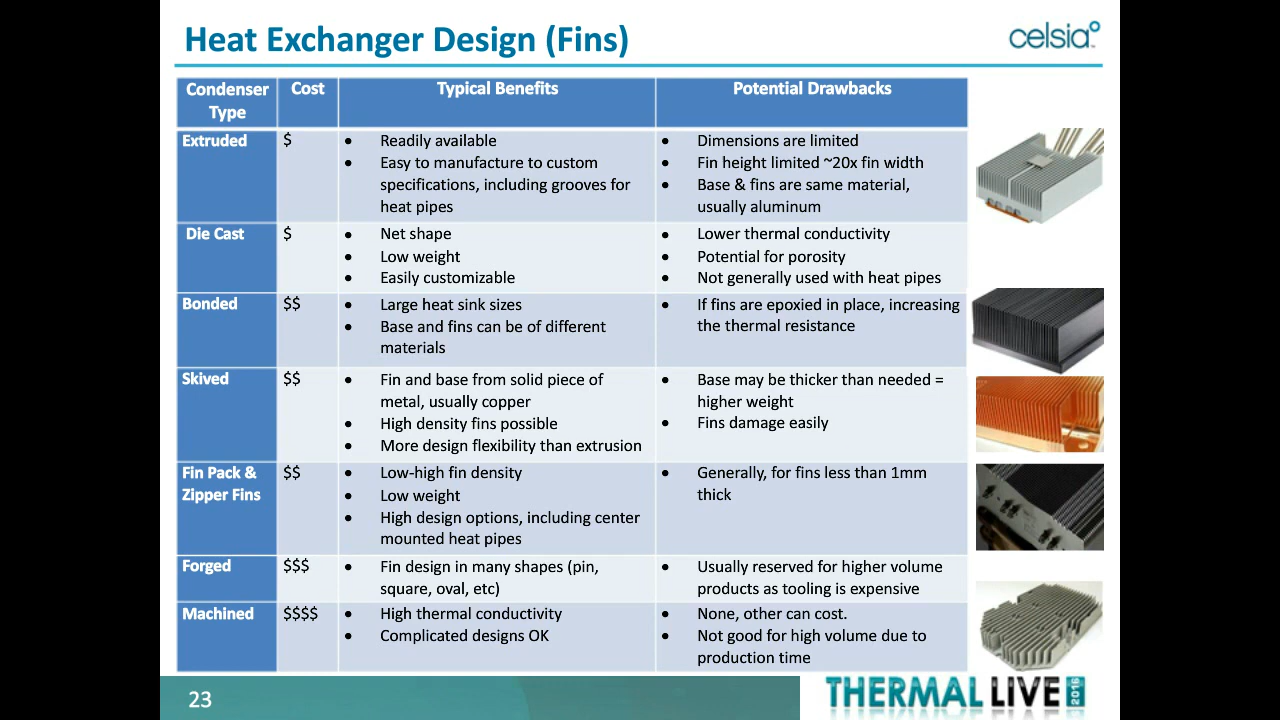 Heat Exchanger Design (Fins)
celsia
Condenser Type
Cost
Typical Benefits
Potential Drawbacks
Extruded
$
• Readily available
• Easy to manufacture to custom
specifications, including grooves for
heat pipes
• Dimensions are limited
• Fin height limited ~20x fin width
• Base & fins are same material,
usually aluminum
Die Cast
$
• Net shape
• Low weight
• Easily customizable
• Lower thermal conductivity
• Potential for porosity
• Not generally used with heat pipes
Bonded
$$
• Large heat sink sizes
• Base and fins can be of different
materials
• If fins are epoxied in place, increasing
the thermal resistance
Skived
$$
• Fin and base from solid piece of
metal, usually copper
• High density fins possible
• More design flexibility than extrusion
• Base may be thicker than needed =
higher weight
• Fins damage easily
Fin Pack &
Zipper Fins
$$
• Low-high fin density
• Low weight
• High design options, including center
mounted heat pipes
• Generally, for fins less than 1mm
thick
Forged
$$$
• Fin design in many shapes (pin,
square, oval, etc)
• Usually reserved for higher volume
products as tooling is expensive
Machined
$$$$
• High thermal conductivity
• Complicated designs OK
• None, other can cost.
• Not good for high volume due to
production time
23
THERMAL LIVE 2016